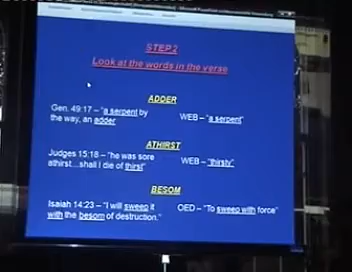 STEP 2
Look at the words in the verse
ADDER
Gen. 49:17 – "a serpent by
the way, an adder
WEB – "a serpent"
ATHIRST
Judges 15:18 – "he was sore
athirst...shall I die of thirst"
WEB – "thirsty"
BESOM
Isaiah 14:23 – "I will sweep it
with the besom of destruction."
OED – "To sweep with force"